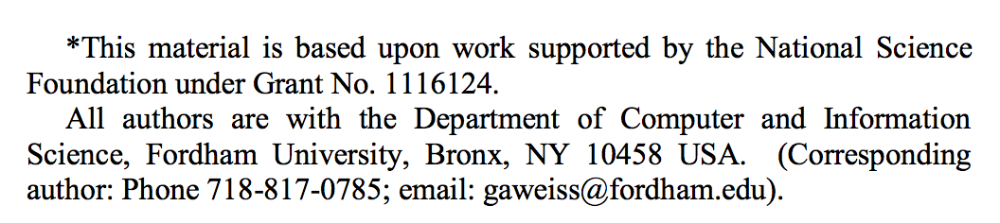 *This material is based upon work supported by the National Science
Foundation under Grant No. 1116124.
All authors are with the Department of Computer and Information
Science, Fordham University, Bronx, NY 10458 USA.  (Corresponding
author: Phone 718-817-0785; email: gaweiss@fordham.edu).